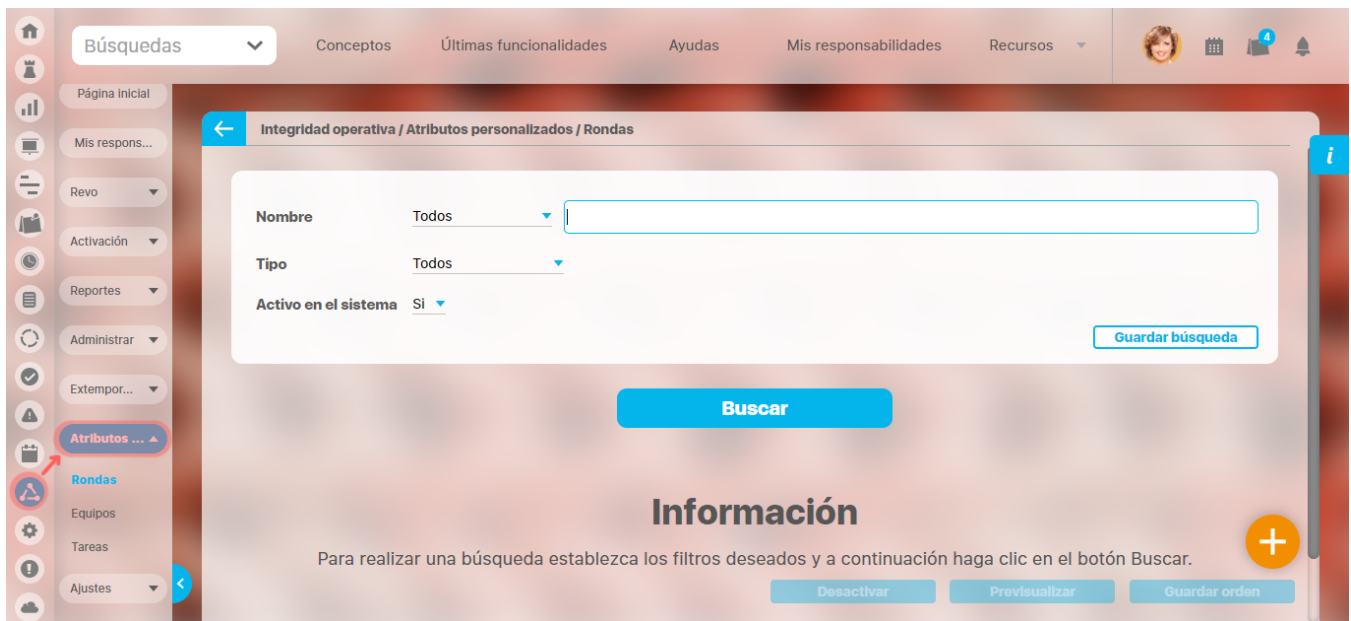 Búsquedas
Conceptos
Últimas funcionalidades
Ayudas
Mis responsabilidades
Recursos
4
Página inicial
Mis respons...
Revo
Activación
Reportes
Administrar
Extempor...
Atributos ...
Rondas
Equipos
Tareas
Ajustes
Integridad operativa / Atributos personalizados / Rondas
i
Nombre Todos
Tipo Todos
Activo en el sistema Si
Guardar búsqueda
Buscar
Información
Para realizar una búsqueda establezca los filtros deseados y a continuación haga clic en el botón Buscar.
Desactivar Previsualizar Guardar orden